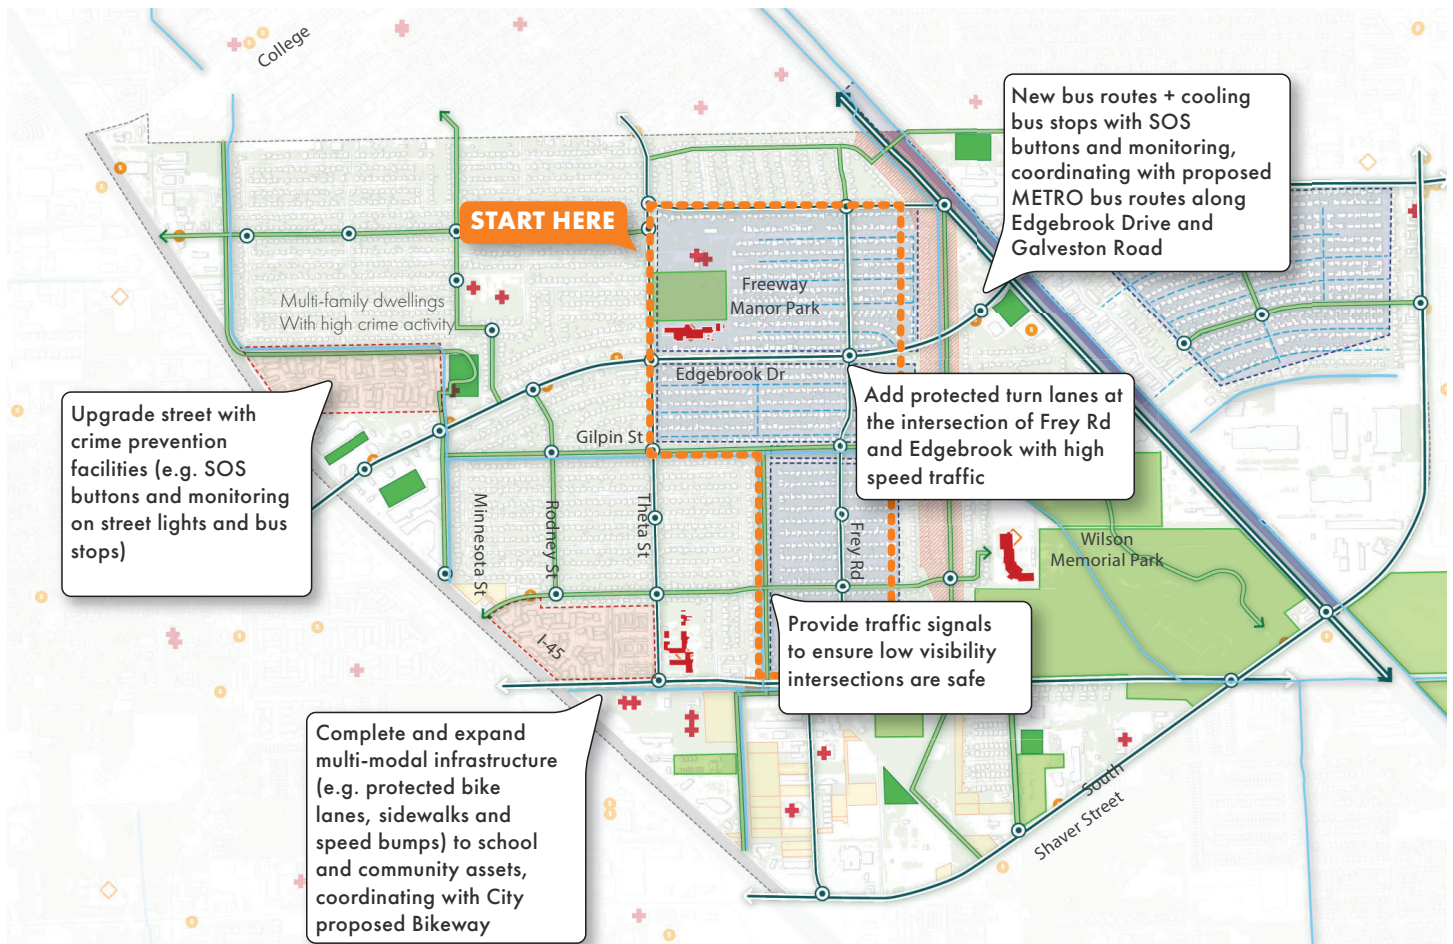 College
New bus routes + cooling
bus stops with SOS
buttons and monitoring,
coordinating with proposed
METRO bus routes along
Edgebrook Drive and
Galveston Road
START HERE
Freeway
Manor Park
Multi-family dwellings
With high crime activity
Edgebrook Dr
Add protected turn lanes at
the intersection of Frey Rd
and Edgebrook with high
speed traffic
Upgrade street with
crime prevention
facilities (e.g. SOS
buttons and monitoring
on street lights and bus
stops)
Gilpin St
Minnesota St
Rodney St
Theta St
Frey Rd
Wilson
Memorial Park
I-45
Provide traffic signals
to ensure low visibility
intersections are safe
Complete and expand
multi-modal infrastructure
(e.g. protected bike
lanes, sidewalks and
speed bumps) to school
and community assets,
coordinating with City
proposed Bikeway
South
Shaver Street